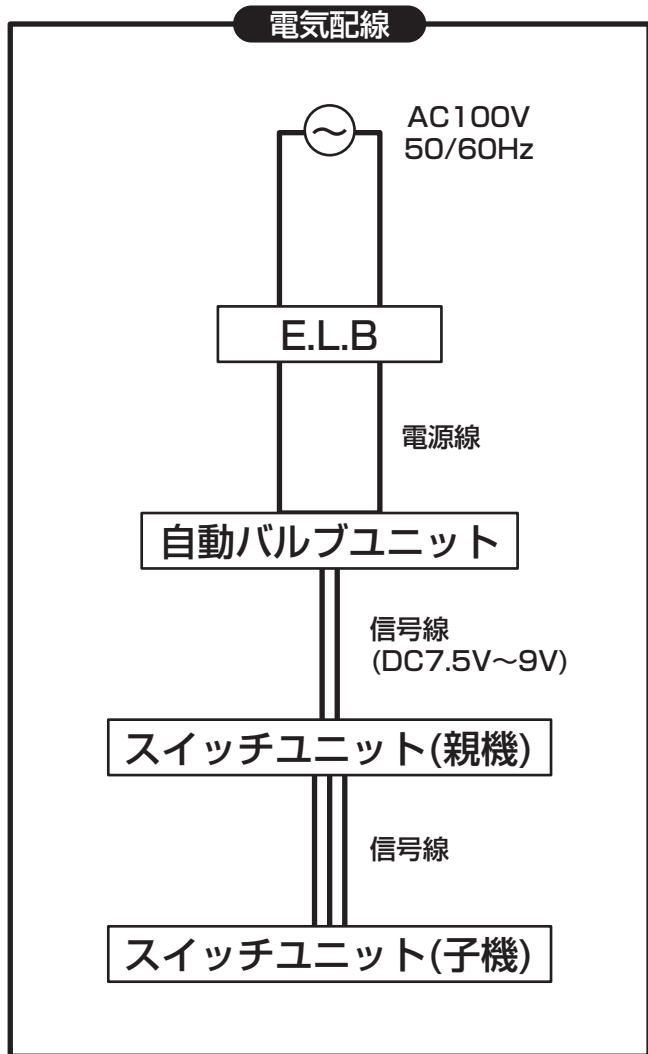 電気配線
AC100V
50/60Hz
E.L.B
電源線
自動バルブユニット
信号線
(DC7.5V～9V)
スイッチユニット(親機)
信号線
スイッチユニット(子機)